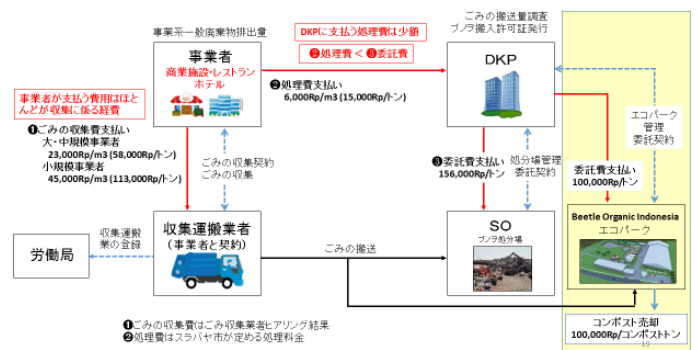 事業系一般廃棄物排出量
事業者
商業施設・レストラン
ホテル
DKPに支払う処理費は少額
❷処理費 < ❸委託費
ごみの搬送量調査
ブノヲ搬入許可証発行
DKP
❷処理費支払い
6,000Rp/m3 (15,000Rp/トン)
事業者が支払う費用はほと
んどが収集に係る経費
❶ごみの収集費支払い
大・中規模事業者
23,000Rp/m3 (58,000Rp/トン)
小規模事業者
45,000Rp/m3 (113,000Rp/トン)
ごみの収集契約
ごみの収集
❸委託費支払い
156,000Rp/トン
処分場管理
委託契約
エコパーク
管理
委託契約
委託費支払い
100,000Rp/トン
労働局
収集運搬
業の登録
収集運搬業者
(事業者と契約)
ごみの搬送
SO
ブノヲ処分場
Beetle Organic Indonesia
エコパーク
コンポスト売却
100,000Rp/コンポストトン
❶ごみの収集費はごみ収集業者ヒアリング結果
❷処理費はスラバヤ市が定める処理料金